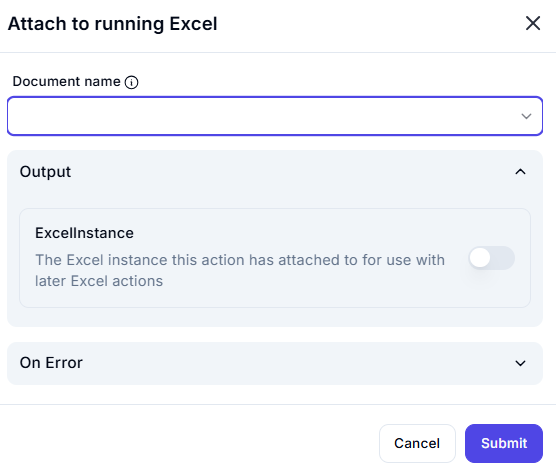 Attach to running Excel
Document name
Output
ExcelInstance
The Excel instance this action has attached to for use with
later Excel actions
On Error
Cancel
Submit